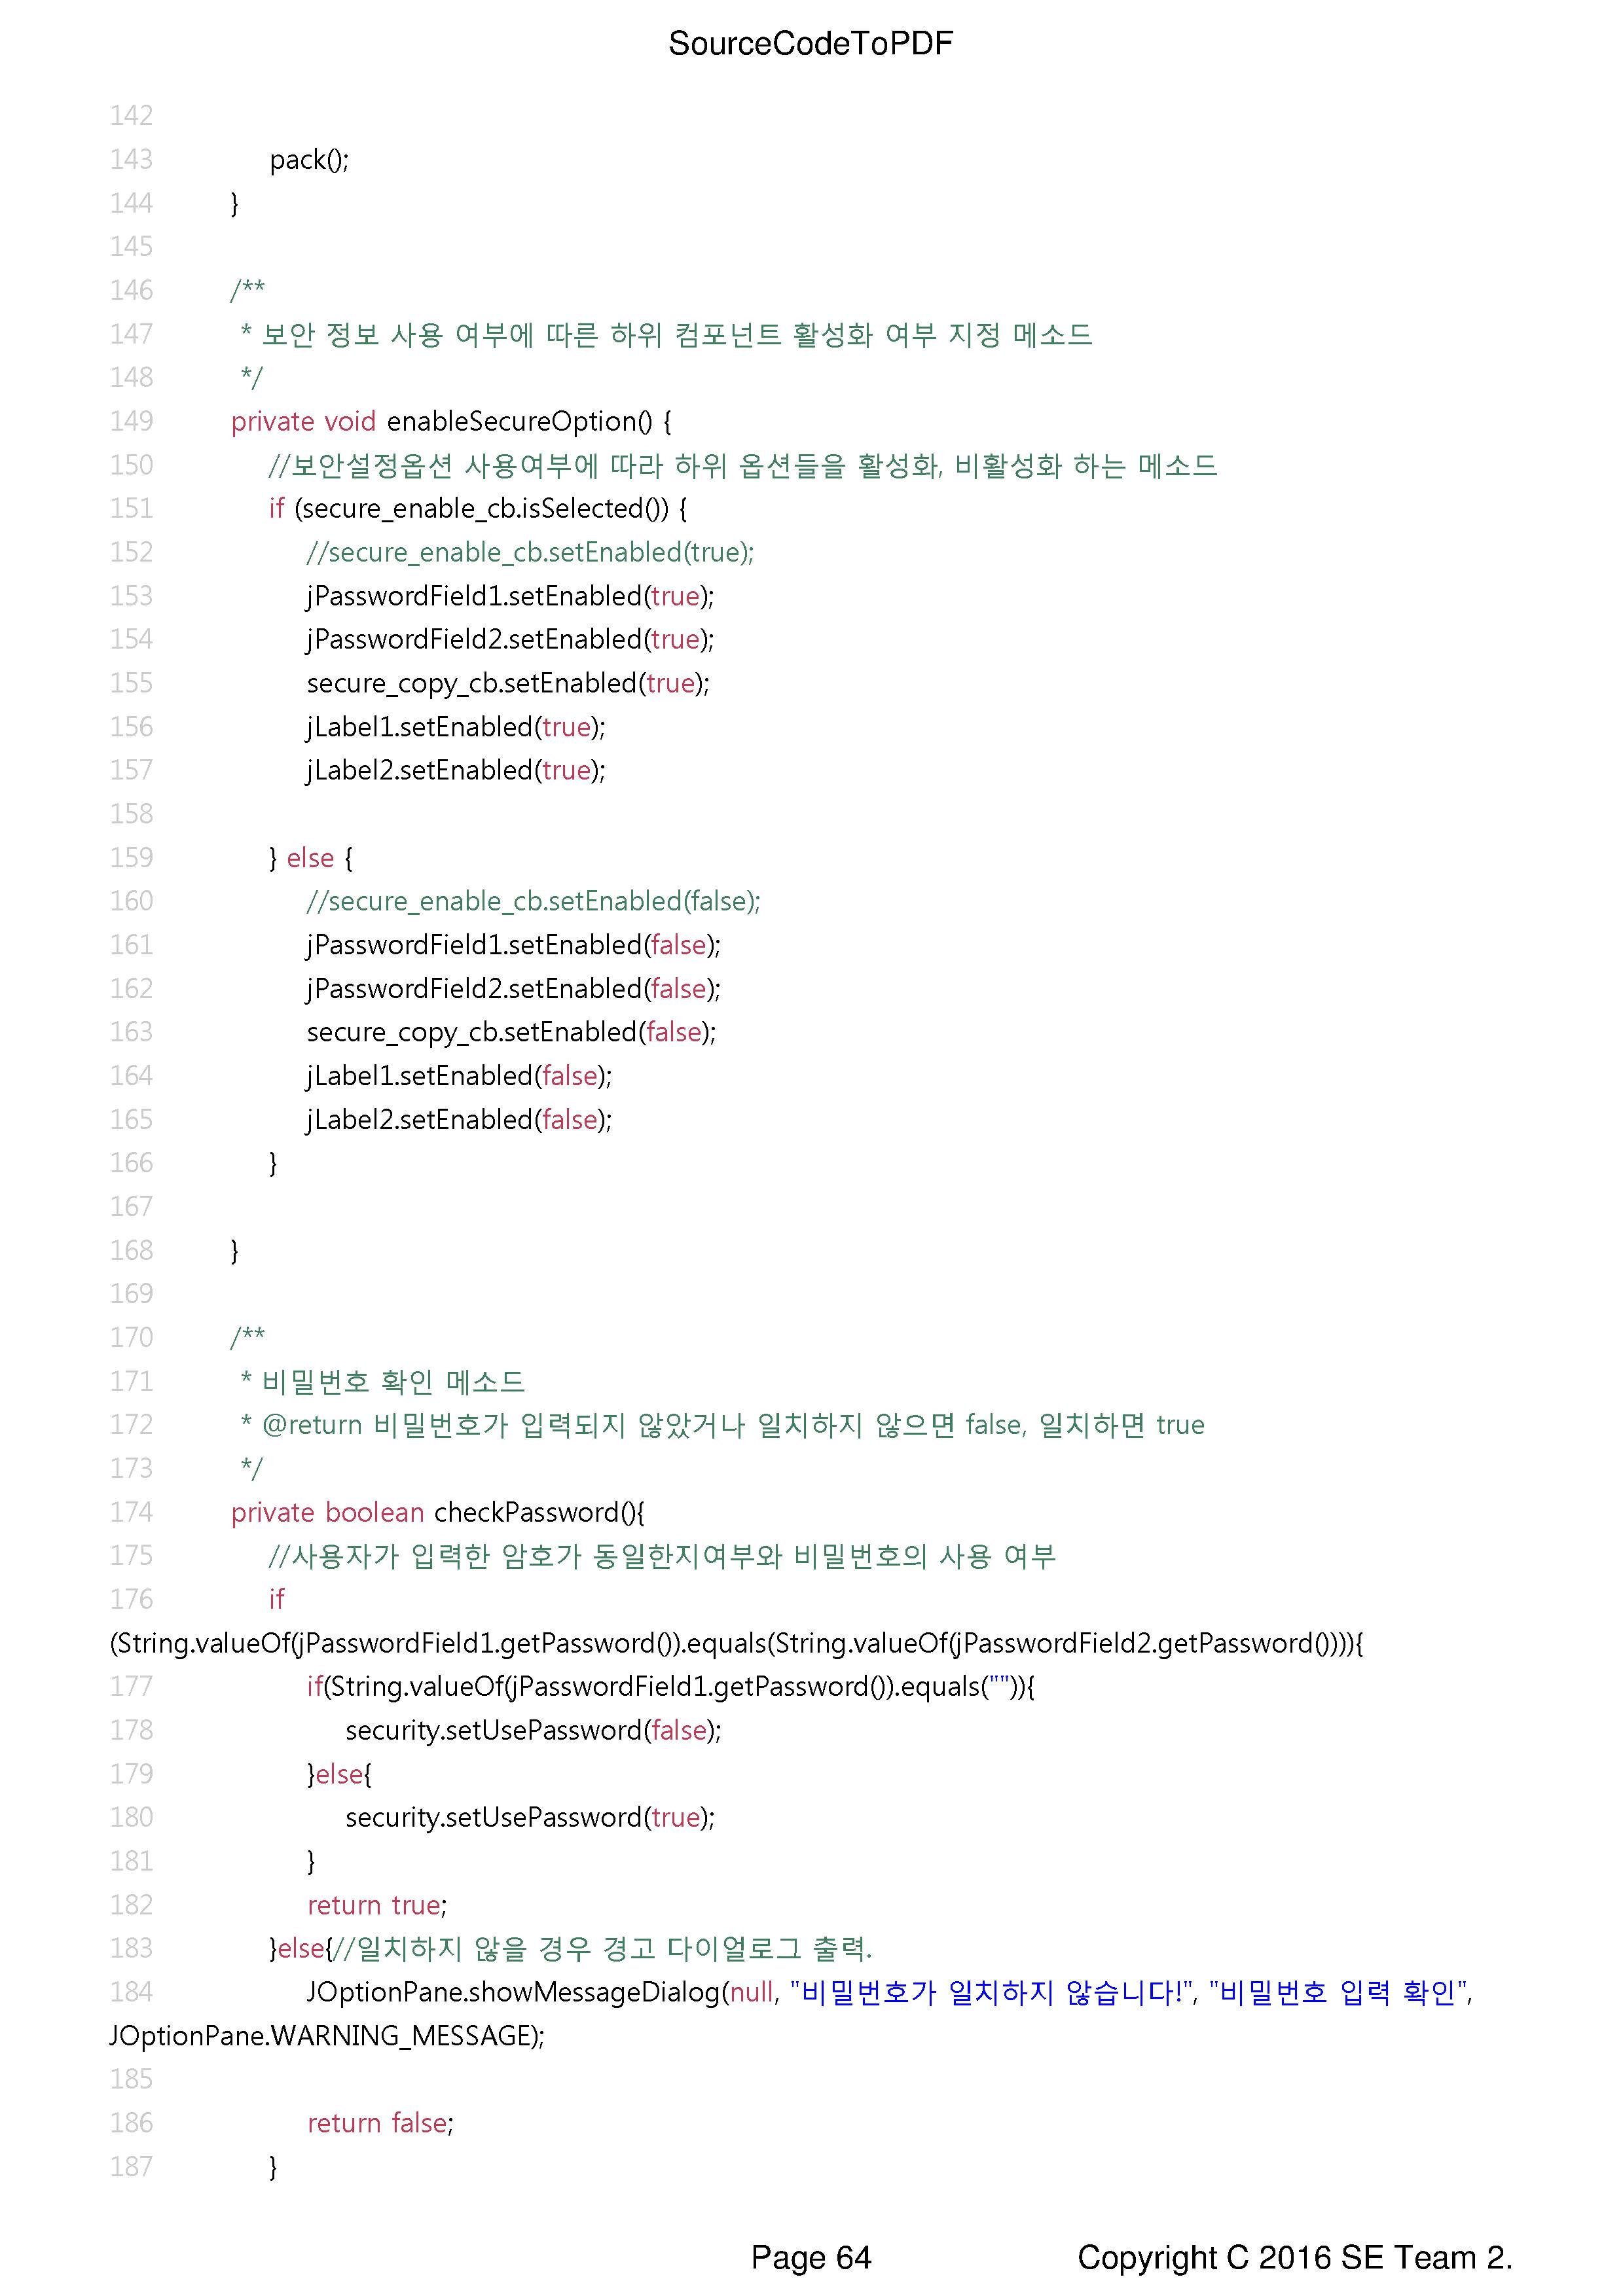 SourceCodeToPDF
142
143 pack();
144 }
145
146 /**
147 * 보안 정보 사용 여부에 따른 하위 컴포넌트 활성화 여부 지정 메소드
148 */
149 private void enableSecureOption() {
150 //보안설정옵션 사용여부에 따라 하위 옵션들을 활성화, 비활성화 하는 메소드
151 if (secure_enable_cb.isSelected()) {
152 //secure_enable_cb.setEnabled(true);
153 jPasswordField1.setEnabled(true);
154 jPasswordField2.setEnabled(true);
155 secure_copy_cb.setEnabled(true);
156 jLabel1.setEnabled(true);
157 jLabel2.setEnabled(true);
158
159 } else {
160 //secure_enable_cb.setEnabled(false);
161 jPasswordField1.setEnabled(false);
162 jPasswordField2.setEnabled(false);
163 secure_copy_cb.setEnabled(false);
164 jLabel1.setEnabled(false);
165 jLabel2.setEnabled(false);
166 }
167
168 }
169
170 /**
171 * 비밀번호 확인 메소드
172 * @return 비밀번호가 입력되지 않았거나 일치하지 않으면 false, 일치하면 true
173 */
174 private boolean checkPassword(){
175 //사용자가 입력한 암호가 동일한지여부와 비밀번호의 사용 여부
176 if
(String.valueOf(jPasswordField1.getPassword()).equals(String.valueOf(jPasswordField2.getPassword()))){
177 if(String.valueOf(jPasswordField1.getPassword()).equals("")){
178 security.setUsePassword(false);
179 }else{
180 security.setUsePassword(true);
181 }
182 return true;
183 }else{//일치하지 않을 경우 경고 다이얼로그 출력.
184 JOptionPane.showMessageDialog(null, "비밀번호가 일치하지 않습니다!", "비밀번호 입력 확인",
JOptionPane.WARNING_MESSAGE);
185
186 return false;
187 }
Page 64 Copyright C 2016 SE Team 2.